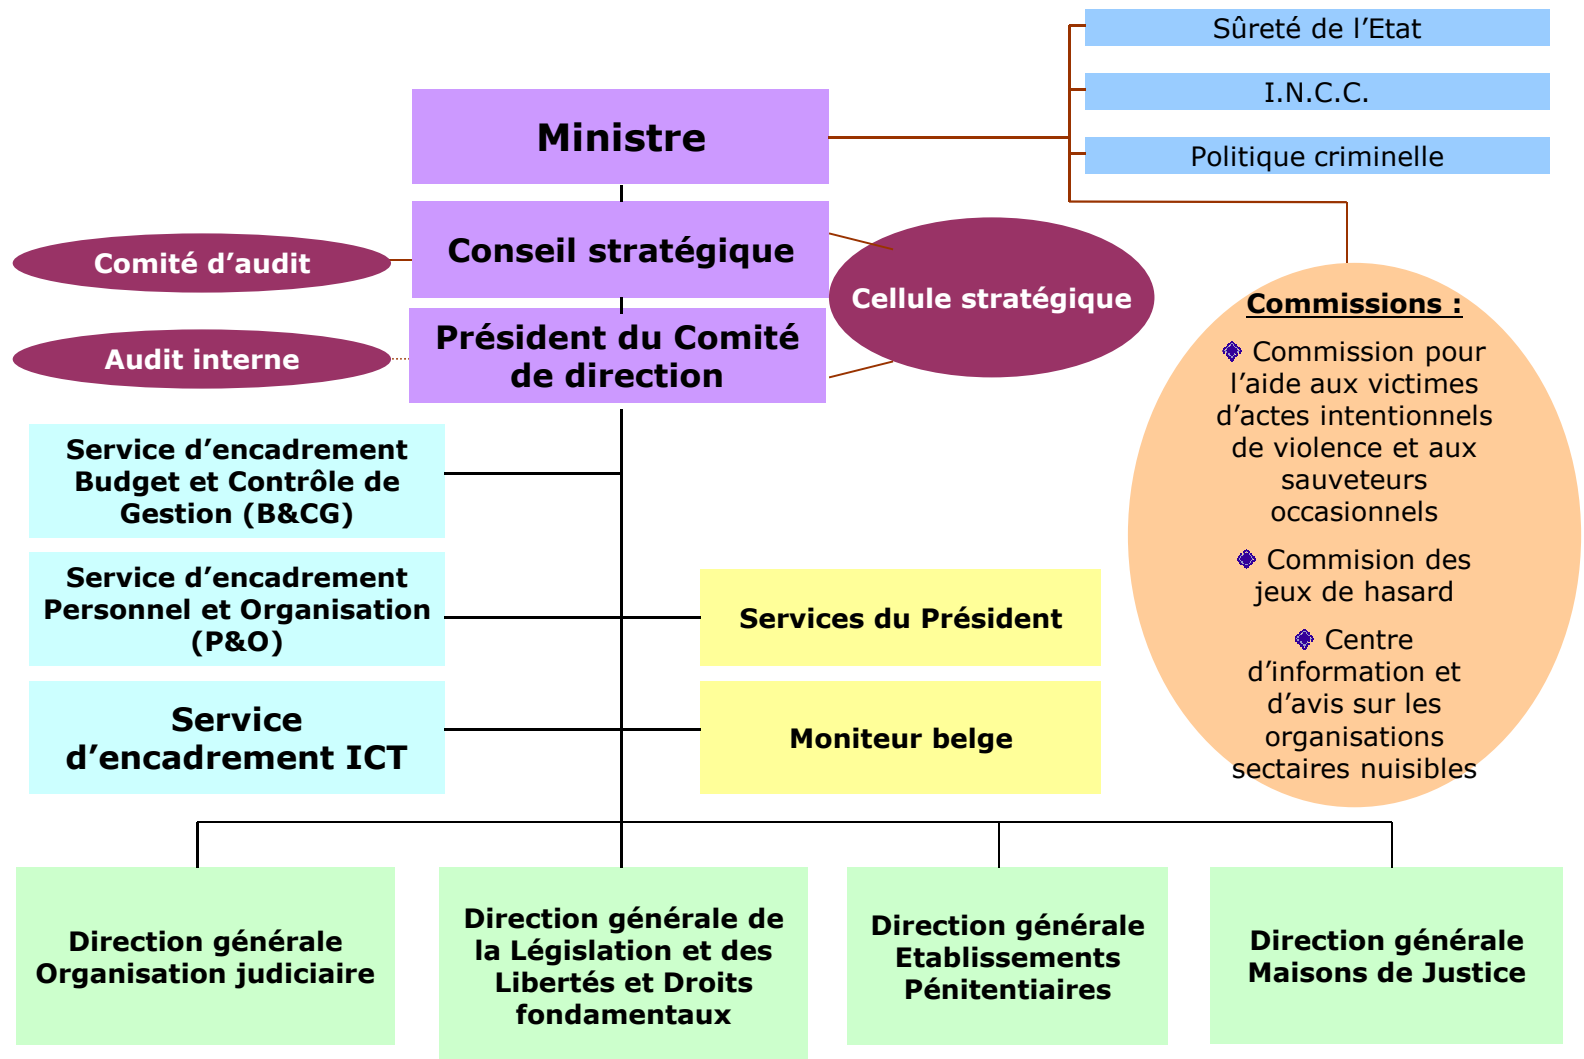 Sûreté de l’Etat
I.N.C.C.
Politique criminelle
Ministre
Conseil stratégique
Comité d’audit
Cellule stratégique
Président du Comité
de direction
Audit interne
Commissions :
Commission pour
l’aide aux victimes
d’actes intentionnels
de violence et aux
sauveteurs
occasionnels
Commision des
jeux de hasard
Centre
d’information et
d’avis sur les
organisations
sectaires nuisibles
Service d’encadrement
Budget et Contrôle de
Gestion (B&CG)
Service d’encadrement
Personnel et Organisation
(P&O)
Services du Président
Service
d’encadrement ICT
Moniteur belge
Direction générale
Organisation judiciaire
Direction générale de
la Législation et des
Libertés et Droits
fondamentaux
Direction générale
Etablissements
Pénitentiaires
Direction générale
Maisons de Justice